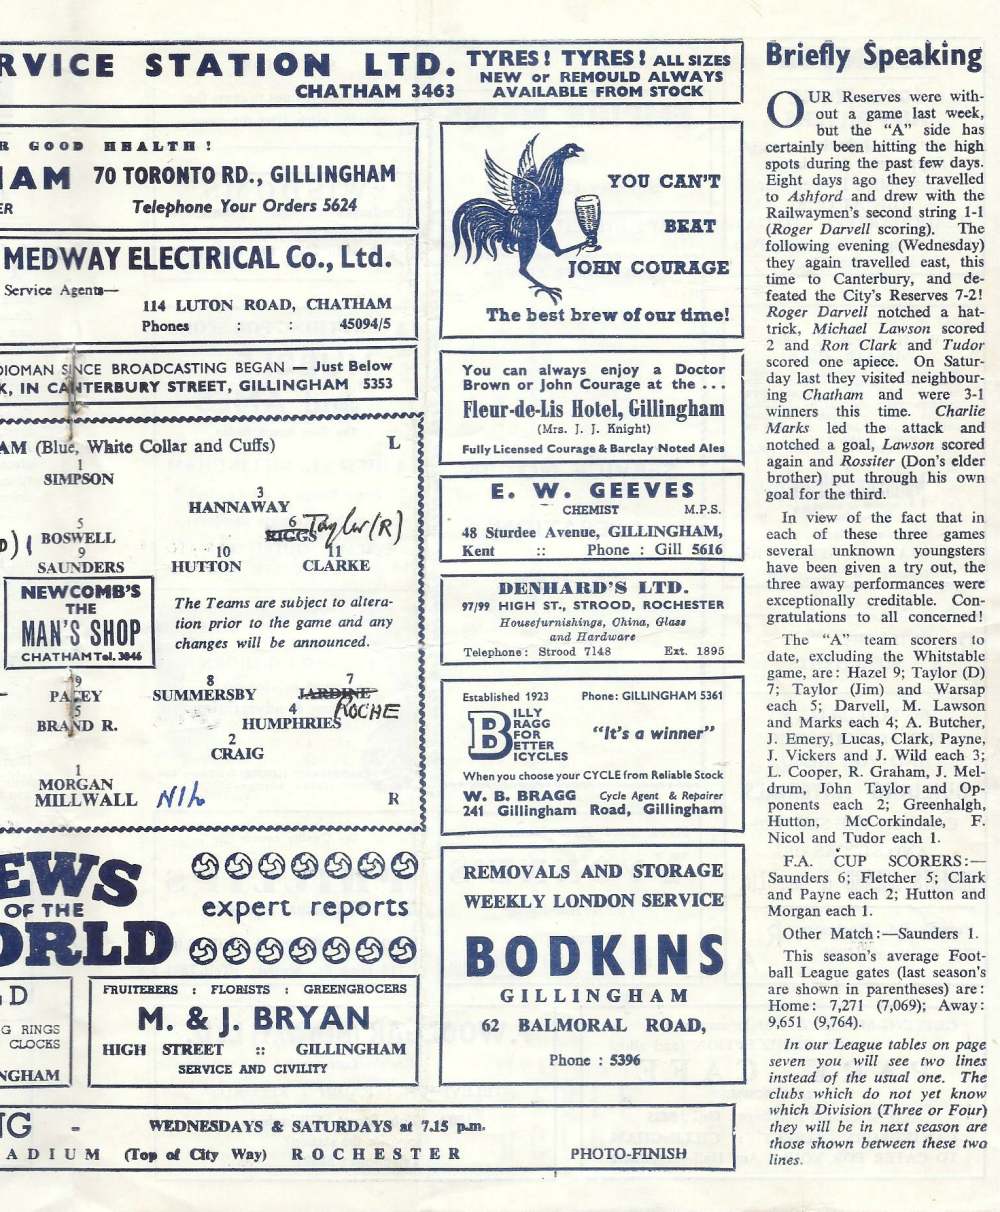 RVICE STATION LTD.
CHATHAM 3463
TYRES! TYRES! ALL SIZES
NEW or REMOULD ALWAYS
AVAILABLE FROM STOCK
R GOOD HEALTH!
AM 70 TORONTO RD., GILLINGHAM
ER Telephone Your Orders 5624
MEDWAY ELECTRICAL Co., Ltd.
Service Agents—
114 LUTON ROAD, CHATHAM
Phones : : 45094/5
DIOMAN SINCE BROADCASTING BEGAN — Just Below
K, IN CANTERBURY STREET, GILLINGHAM 5353
AM (Blue, White Collar and Cuffs) L
1
SIMPSON
3
HANNAWAY
5 6
D) 1 BOSWELL RIGGS Taylor (R)
9 10 11
SAUNDERS HUTTON CLARKE
NEWCOMB'S
THE
MAN'S SHOP
CHATHAM Tel. 3846
The Teams are subject to altera-
tion prior to the game and any
changes will be announced.
9 8 7
PACEY SUMMERSBY JARDINE
ROCHE
5 4
BRAND R. HUMPHRIES
2
CRAIG
1
MORGAN
MILLWALL NIL R
EWS
OF THE
ORLD
expert reports
D
G RINGS
CLOCKS
NGHAM
FRUITERERS : FLORISTS : GREENGROCERS
M. & J. BRYAN
HIGH STREET :: GILLINGHAM
SERVICE AND CIVILITY
NG - WEDNESDAYS & SATURDAYS at 7.15 p.m.
ADIUM (Top of City Way) ROCHESTER PHOTO-FINISH
YOU CAN'T
BEAT
JOHN COURAGE
The best brew of our time!
You can always enjoy a Doctor
Brown or John Courage at the ...
Fleur-de-Lis Hotel, Gillingham
(Mrs. J. J. Knight)
Fully Licensed Courage & Barclay Noted Ales
E. W. GEEVES
CHEMIST M.P.S.
48 Sturdee Avenue, GILLINGHAM,
Kent :: Phone : Gill 5616
DENHARD'S LTD.
97/99 HIGH ST., STROOD, ROCHESTER
Housefurnishings, China, Glass
and Hardware
Telephone: Strood 7148 Ext. 1895
Established 1923 Phone: GILLINGHAM 5361
BILLY
BRAGG
FOR
BETTER
BICYCLES
"It's a winner"
When you choose your CYCLE from Reliable Stock
W. B. BRAGG Cycle Agent & Repairer
241 Gillingham Road, Gillingham
REMOVALS AND STORAGE
WEEKLY LONDON SERVICE
BODKINS
GILLINGHAM
62 BALMORAL ROAD,
Phone : 5396
Briefly Speaking
OUR Reserves were with-
out a game last week,
but the "A" side has
certainly been hitting the high
spots during the past few days.
Eight days ago they travelled
to Ashford and drew with the
Railwaymen's second string 1-1
(Roger Darvell scoring). The
following evening (Wednesday)
they again travelled east, this
time to Canterbury, and de-
feated the City's Reserves 7-2!
Roger Darvell notched a hat-
trick, Michael Lawson scored
2 and Ron Clark and Tudor
scored one apiece. On Satur-
day last they visited neighbour-
ing Chatham and were 3-1
winners this time. Charlie
Marks led the attack and
notched a goal, Lawson scored
again and Rossiter (Don's elder
brother) put through his own
goal for the third.
In view of the fact that in
each of these three games
several unknown youngsters
have been given a try out, the
three away performances were
exceptionally creditable. Con-
gratulations to all concerned!
The "A" team scorers to
date, excluding the Whitstable
game, are: Hazel 9; Taylor (D)
7; Taylor (Jim) and Warsap
each 5; Darvell, M. Lawson
and Marks each 4; A. Butcher,
J. Emery, Lucas, Clark, Payne,
J. Vickers and J. Wild each 3;
L. Cooper, R. Graham, J. Mel-
drum, John Taylor and Op-
ponents each 2; Greenhalgh,
Hutton, McCorkindale, F.
Nicol and Tudor each 1.
F.A. CUP SCORERS:—
Saunders 6; Fletcher 5; Clark
and Payne each 2; Hutton and
Morgan each 1.
Other Match:—Saunders 1.
This season's average Foot-
ball League gates (last season's
are shown in parentheses) are:
Home: 7,271 (7,069); Away:
9,651 (9,764).
In our League tables on page
seven you will see two lines
instead of the usual one. The
clubs which do not yet know
which Division (Three or Four)
they will be in next season are
those shown between these two
lines.